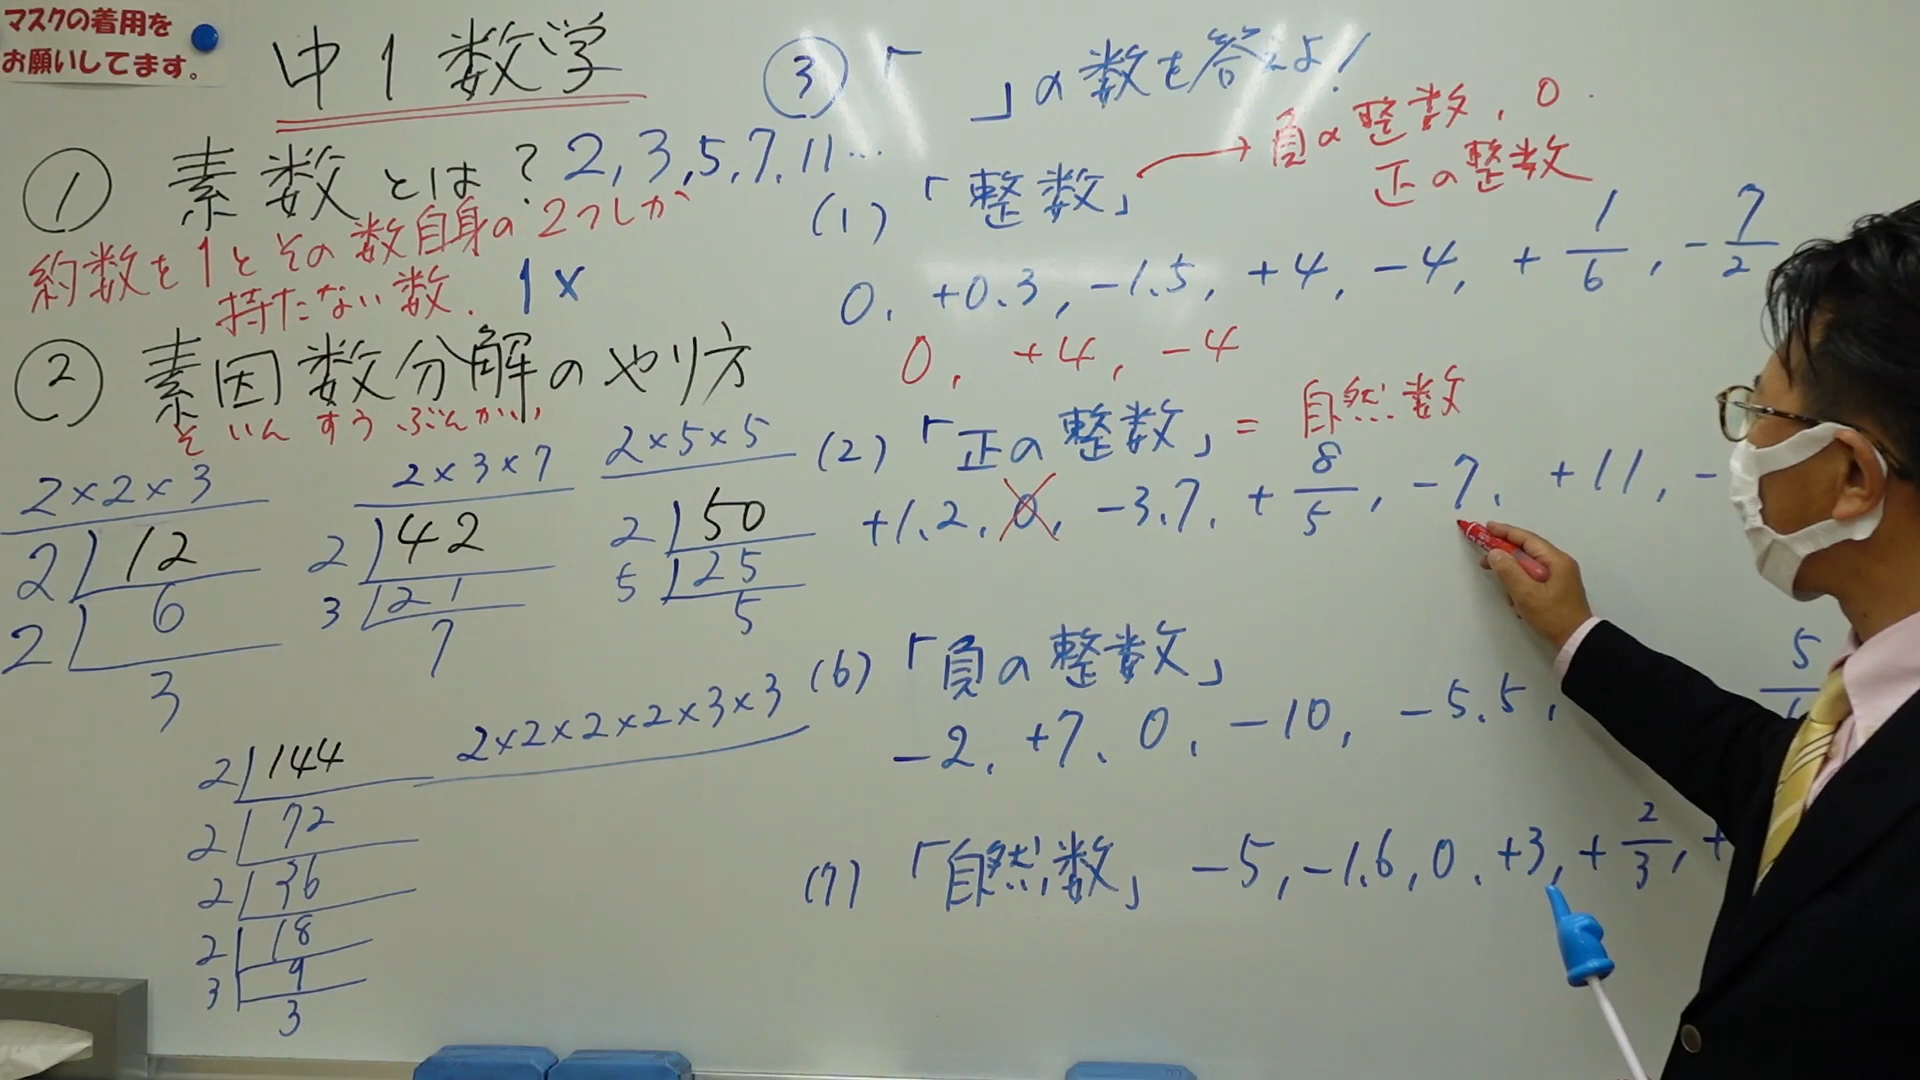 マスクの着用を
お願いしてます。
中1数学
① 素数とは? 2, 3, 5, 7, 11…
約数を1とその数自身の2つしか
持たない数. 1×
② 素因数分解のやり方
そいんすうぶんかい
2×2×3
2 12
2 6
3
2×3×7
2 42
3 21
7
2×5×5
2 50
5 25
5
2×2×2×2×3×3
2 144
2 72
2 36
2 18
3 9
3
③ 「 」の数を答えよ!
(1)「整数」→ 負の整数, 0.
正の整数
0, +0.3, -1.5, +4, -4, +1/6, -7/2
0, +4, -4
(2)「正の整数」= 自然数
+1.2, 0, -3.7, +8/5, -7, +11, -
(6)「負の整数」
-2, +7, 0, -10, -5.5, 5
(7)「自然数」 -5, -1.6, 0, +3, +2/3, +